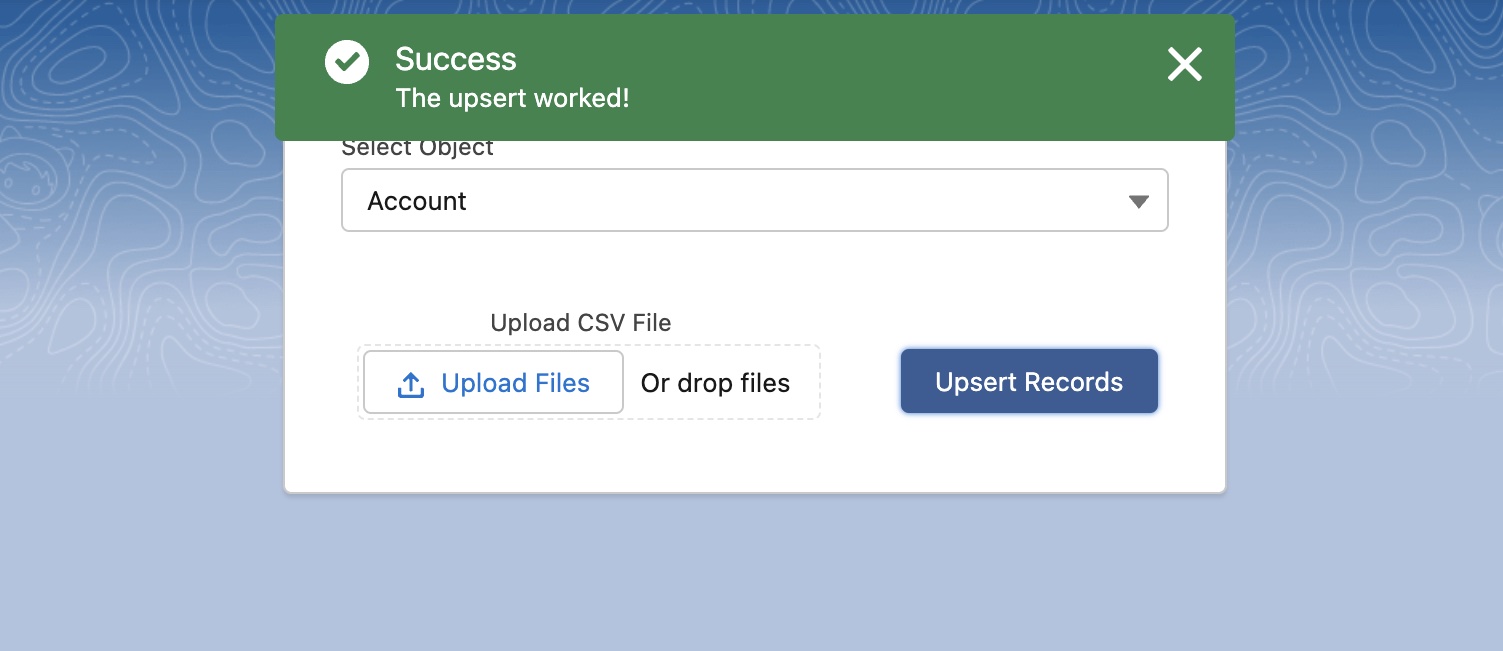 Success
The upsert worked!
Select Object
Account
Upload CSV File
Upload Files
Or drop files
Upsert Records